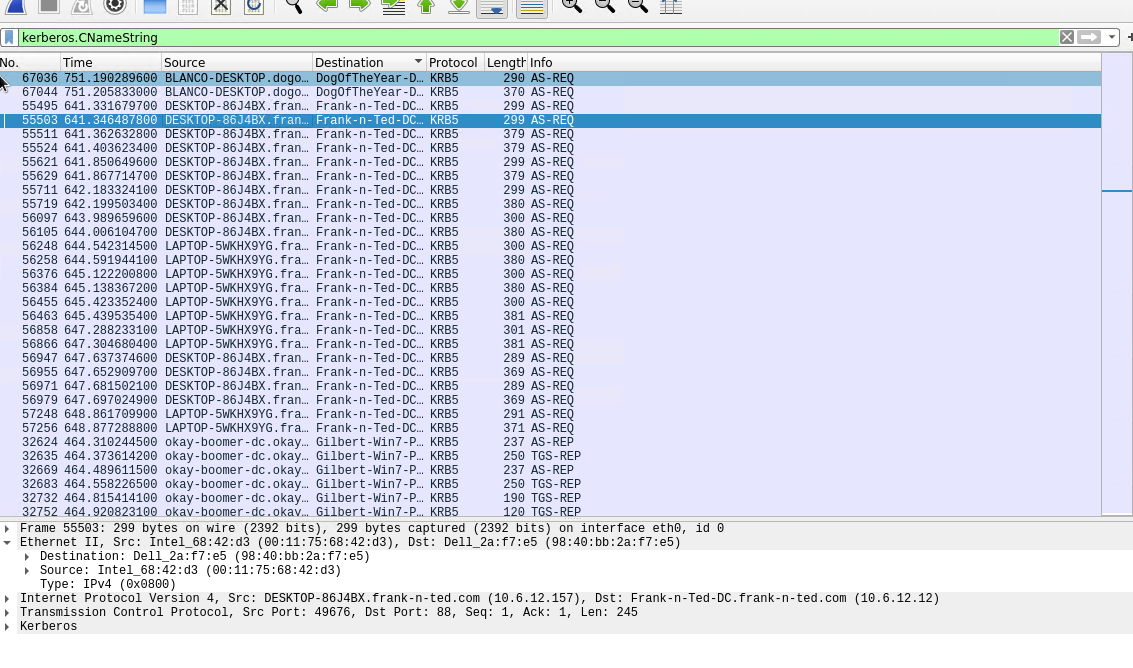 kerberos.CNameString
No. Time Source Destination Protocol Length Info
67036 751.190289600 BLANCO-DESKTOP.dogo… DogOfTheYear-D… KRB5 290 AS-REQ
67044 751.205833000 BLANCO-DESKTOP.dogo… DogOfTheYear-D… KRB5 370 AS-REQ
55495 641.331679700 DESKTOP-86J4BX.fran… Frank-n-Ted-DC… KRB5 299 AS-REQ
55503 641.346487800 DESKTOP-86J4BX.fran… Frank-n-Ted-DC… KRB5 299 AS-REQ
55511 641.362632800 DESKTOP-86J4BX.fran… Frank-n-Ted-DC… KRB5 379 AS-REQ
55524 641.403623400 DESKTOP-86J4BX.fran… Frank-n-Ted-DC… KRB5 379 AS-REQ
55621 641.850649600 DESKTOP-86J4BX.fran… Frank-n-Ted-DC… KRB5 299 AS-REQ
55629 641.867714700 DESKTOP-86J4BX.fran… Frank-n-Ted-DC… KRB5 379 AS-REQ
55711 642.183324100 DESKTOP-86J4BX.fran… Frank-n-Ted-DC… KRB5 299 AS-REQ
55719 642.199503400 DESKTOP-86J4BX.fran… Frank-n-Ted-DC… KRB5 380 AS-REQ
56097 643.989659600 DESKTOP-86J4BX.fran… Frank-n-Ted-DC… KRB5 300 AS-REQ
56105 644.006104700 DESKTOP-86J4BX.fran… Frank-n-Ted-DC… KRB5 380 AS-REQ
56248 644.542314500 LAPTOP-5WKHX9YG.fra… Frank-n-Ted-DC… KRB5 300 AS-REQ
56258 644.591944100 LAPTOP-5WKHX9YG.fra… Frank-n-Ted-DC… KRB5 380 AS-REQ
56376 645.122200800 LAPTOP-5WKHX9YG.fra… Frank-n-Ted-DC… KRB5 300 AS-REQ
56384 645.138367200 LAPTOP-5WKHX9YG.fra… Frank-n-Ted-DC… KRB5 380 AS-REQ
56455 645.423352400 LAPTOP-5WKHX9YG.fra… Frank-n-Ted-DC… KRB5 300 AS-REQ
56463 645.439535400 LAPTOP-5WKHX9YG.fra… Frank-n-Ted-DC… KRB5 381 AS-REQ
56858 647.288233100 LAPTOP-5WKHX9YG.fra… Frank-n-Ted-DC… KRB5 301 AS-REQ
56866 647.304680400 LAPTOP-5WKHX9YG.fra… Frank-n-Ted-DC… KRB5 381 AS-REQ
56947 647.637374600 DESKTOP-86J4BX.fran… Frank-n-Ted-DC… KRB5 289 AS-REQ
56955 647.652909700 DESKTOP-86J4BX.fran… Frank-n-Ted-DC… KRB5 369 AS-REQ
56971 647.681502100 DESKTOP-86J4BX.fran… Frank-n-Ted-DC… KRB5 289 AS-REQ
56979 647.697024900 DESKTOP-86J4BX.fran… Frank-n-Ted-DC… KRB5 369 AS-REQ
57248 648.861709900 LAPTOP-5WKHX9YG.fra… Frank-n-Ted-DC… KRB5 291 AS-REQ
57256 648.877288800 LAPTOP-5WKHX9YG.fra… Frank-n-Ted-DC… KRB5 371 AS-REQ
32624 464.310244500 okay-boomer-dc.okay… Gilbert-Win7-P… KRB5 237 AS-REP
32635 464.373614200 okay-boomer-dc.okay… Gilbert-Win7-P… KRB5 250 TGS-REP
32669 464.489611500 okay-boomer-dc.okay… Gilbert-Win7-P… KRB5 237 AS-REP
32683 464.558226500 okay-boomer-dc.okay… Gilbert-Win7-P… KRB5 250 TGS-REP
32732 464.815414100 okay-boomer-dc.okay… Gilbert-Win7-P… KRB5 190 TGS-REP
32752 464.920823100 okay-boomer-dc.okay… Gilbert-Win7-P… KRB5 120 TGS-REP
Frame 55503: 299 bytes on wire (2392 bits), 299 bytes captured (2392 bits) on interface eth0, id 0
Ethernet II, Src: Intel_68:42:d3 (00:11:75:68:42:d3), Dst: Dell_2a:f7:e5 (98:40:bb:2a:f7:e5)
Destination: Dell_2a:f7:e5 (98:40:bb:2a:f7:e5)
Source: Intel_68:42:d3 (00:11:75:68:42:d3)
Type: IPv4 (0x0800)
Internet Protocol Version 4, Src: DESKTOP-86J4BX.frank-n-ted.com (10.6.12.157), Dst: Frank-n-Ted-DC.frank-n-ted.com (10.6.12.12)
Transmission Control Protocol, Src Port: 49676, Dst Port: 88, Seq: 1, Ack: 1, Len: 245
Kerberos